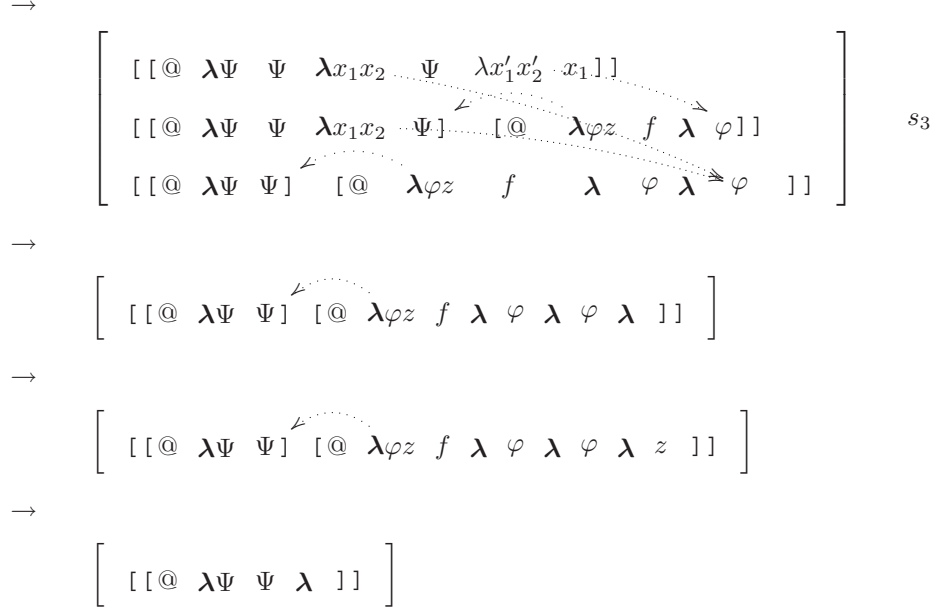 →
[ [ @ λΨ Ψ λx₁x₂ Ψ λx′₁x′₂ x₁ ] ]
[ [ @ λΨ Ψ λx₁x₂ Ψ ] [ @ λφz f λ φ ] ] s₃
[ [ @ λΨ Ψ ] [ @ λφz f λ φ λ φ ] ]
→
[ [ @ λΨ Ψ ] [ @ λφz f λ φ λ φ λ ] ]
→
[ [ @ λΨ Ψ ] [ @ λφz f λ φ λ φ λ z ] ]
→
[ [ @ λΨ Ψ λ ] ]